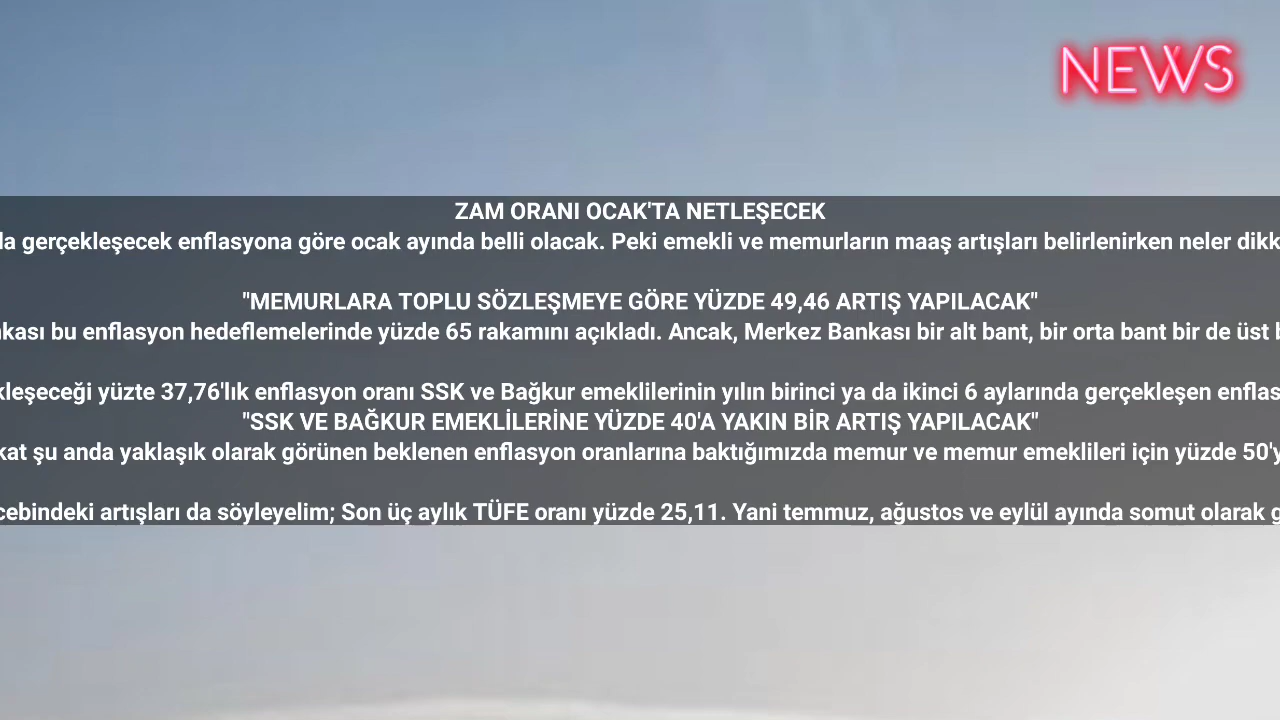 NEWS
ZAM ORANI OCAK'TA NETLEŞECEK
gerçekleşecek enflasyona göre ocak ayında belli olacak. Peki emekli ve memurların maaş artışları belirlenirken neler
"MEMURLARA TOPLU SÖZLEŞMEYE GÖRE YÜZDE 49,46 ARTIŞ YAPILACAK"
bu enflasyon hedeflemelerinde yüzde 65 rakamını açıkladı. Ancak, Merkez Bankası bir alt bant, bir orta bant bir de üst
yüzte 37,76'lık enflasyon oranı SSK ve Bağkur emeklilerinin yılın birinci ya da ikinci 6 aylarında gerçekleşen
"SSK VE BAĞKUR EMEKLİLERİNE YÜZDE 40'A YAKIN BİR ARTIŞ YAPILACAK"
şu anda yaklaşık olarak görünen beklenen enflasyon oranlarına baktığımızda memur ve memur emeklileri için yüzde
artışları da söyleyelim; Son üç aylık TÜFE oranı yüzde 25,11. Yani temmuz, ağustos ve eylül ayında somut olarak